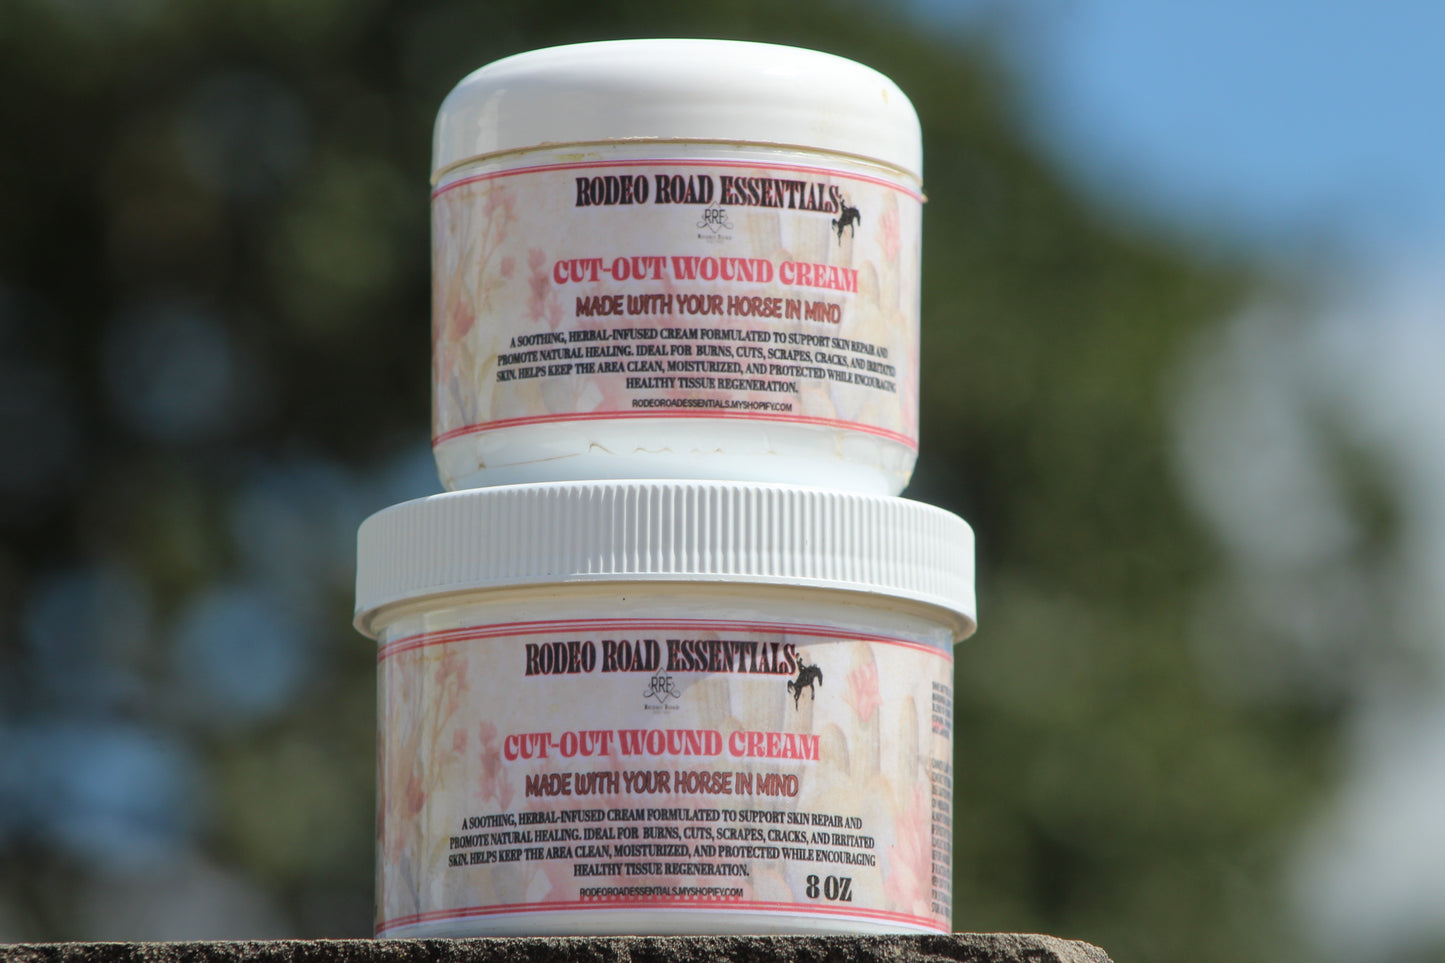 RODEO ROAD ESSENTIALS
RRE
CUT-OUT WOUND CREAM
MADE WITH YOUR HORSE IN MIND
A SOOTHING, HERBAL-INFUSED CREAM FORMULATED TO SUPPORT SKIN REPAIR AND
PROMOTE NATURAL HEALING. IDEAL FOR BURNS, CUTS, SCRAPES, CRACKS, AND IRRITATED
SKIN. HELPS KEEP THE AREA CLEAN, MOISTURIZED, AND PROTECTED WHILE ENCOURAGING
HEALTHY TISSUE REGENERATION.
RODEOROADESSENTIALS.MYSHOPIFY.COM
RODEO ROAD ESSENTIALS
RRE
RODEO ROAD
CUT-OUT WOUND CREAM
MADE WITH YOUR HORSE IN MIND
A SOOTHING, HERBAL-INFUSED CREAM FORMULATED TO SUPPORT SKIN REPAIR AND
PROMOTE NATURAL HEALING. IDEAL FOR BURNS, CUTS, SCRAPES, CRACKS, AND IRRITATED
SKIN. HELPS KEEP THE AREA CLEAN, MOISTURIZED, AND PROTECTED WHILE ENCOURAGING
HEALTHY TISSUE REGENERATION.
RODEOROADESSENTIALS.MYSHOPIFY.COM
8 OZ